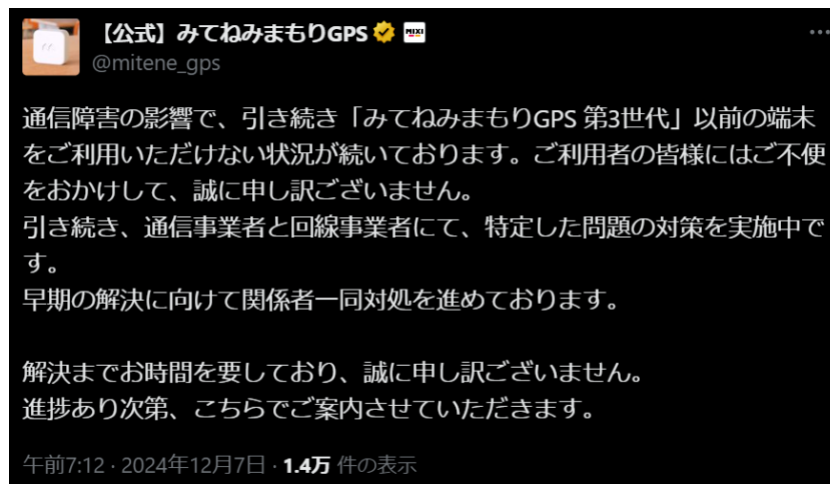 【公式】みてねみまもりGPS MIXI
@mitene_gps
通信障害の影響で、引き続き「みてねみまもりGPS 第3世代」以前の端末
をご利用いただけない状況が続いております。ご利用者の皆様にはご不便
をおかけして、誠に申し訳ございません。
引き続き、通信事業者と回線事業者にて、特定した問題の対策を実施中で
す。
早期の解決に向けて関係者一同対処を進めております。
解決までお時間を要しており、誠に申し訳ございません。
進捗あり次第、こちらでご案内させていただきます。
午前7:12 · 2024年12月7日 · 1.4万 件の表示